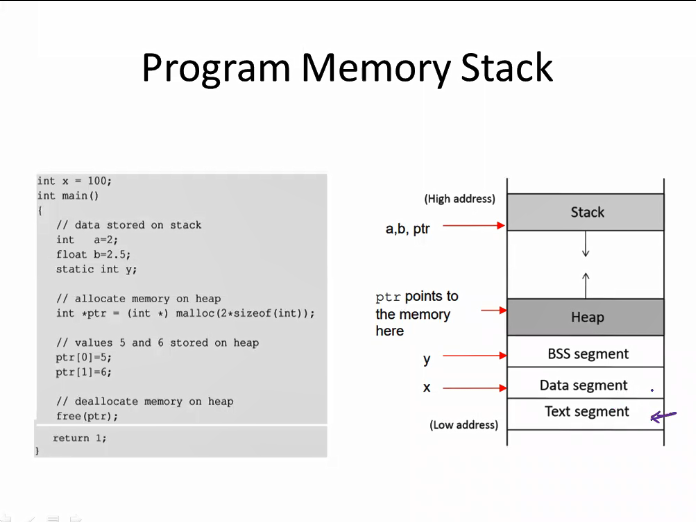 Program Memory Stack
int x = 100;
int main()
{
// data stored on stack
int a=2;
float b=2.5;
static int y;
// allocate memory on heap
int *ptr = (int *) malloc(2*sizeof(int));
// values 5 and 6 stored on heap
ptr[0]=5;
ptr[1]=6;
// deallocate memory on heap
free(ptr);
return 1;
}
(High address)
Stack
a,b, ptr
ptr points to
the memory
here
Heap
y
BSS segment
x
Data segment
Text segment
(Low address)